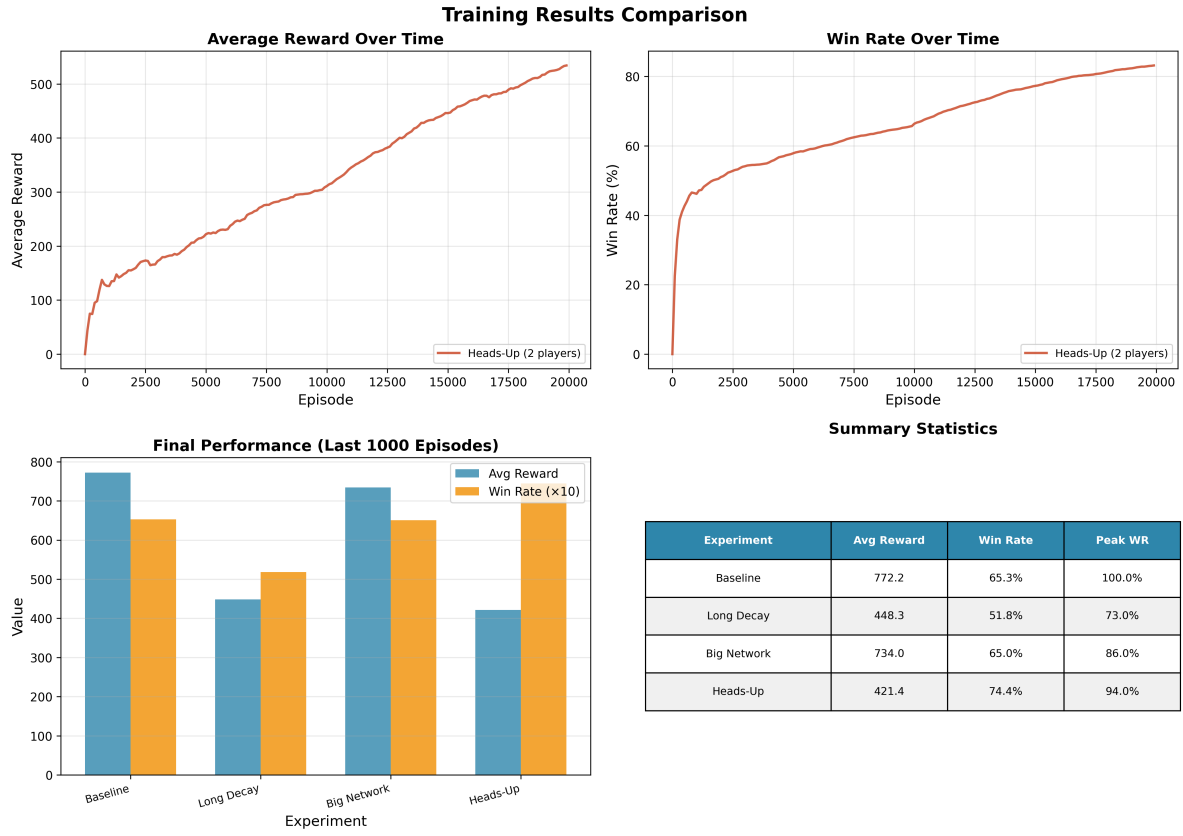 Training Results Comparison
Average Reward Over Time
500
400
300
200
100
0
Average Reward
Heads-Up (2 players)
0 2500 5000 7500 10000 12500 15000 17500 20000
Episode
Win Rate Over Time
80
60
40
20
0
Win Rate (%)
Heads-Up (2 players)
0 2500 5000 7500 10000 12500 15000 17500 20000
Episode
Final Performance (Last 1000 Episodes)
800
700
600
500
400
300
200
100
0
Value
Avg Reward
Win Rate (×10)
Baseline Long Decay Big Network Heads-Up
Experiment
Summary Statistics
Experiment Avg Reward Win Rate Peak WR
Baseline 772.2 65.3% 100.0%
Long Decay 448.3 51.8% 73.0%
Big Network 734.0 65.0% 86.0%
Heads-Up 421.4 74.4% 94.0%